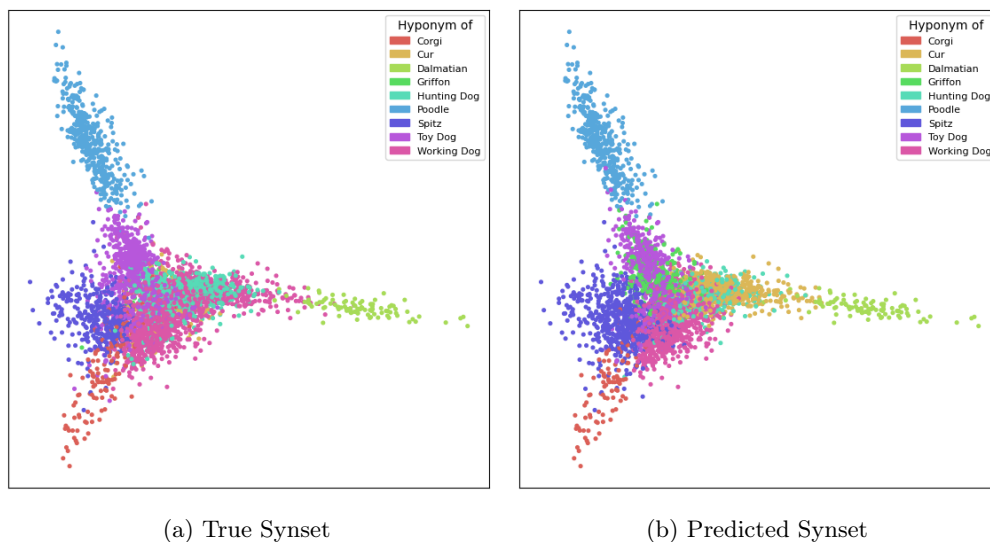 Hyponym of
Corgi
Cur
Dalmatian
Griffon
Hunting Dog
Poodle
Spitz
Toy Dog
Working Dog
Hyponym of
Corgi
Cur
Dalmatian
Griffon
Hunting Dog
Poodle
Spitz
Toy Dog
Working Dog
(a) True Synset
(b) Predicted Synset